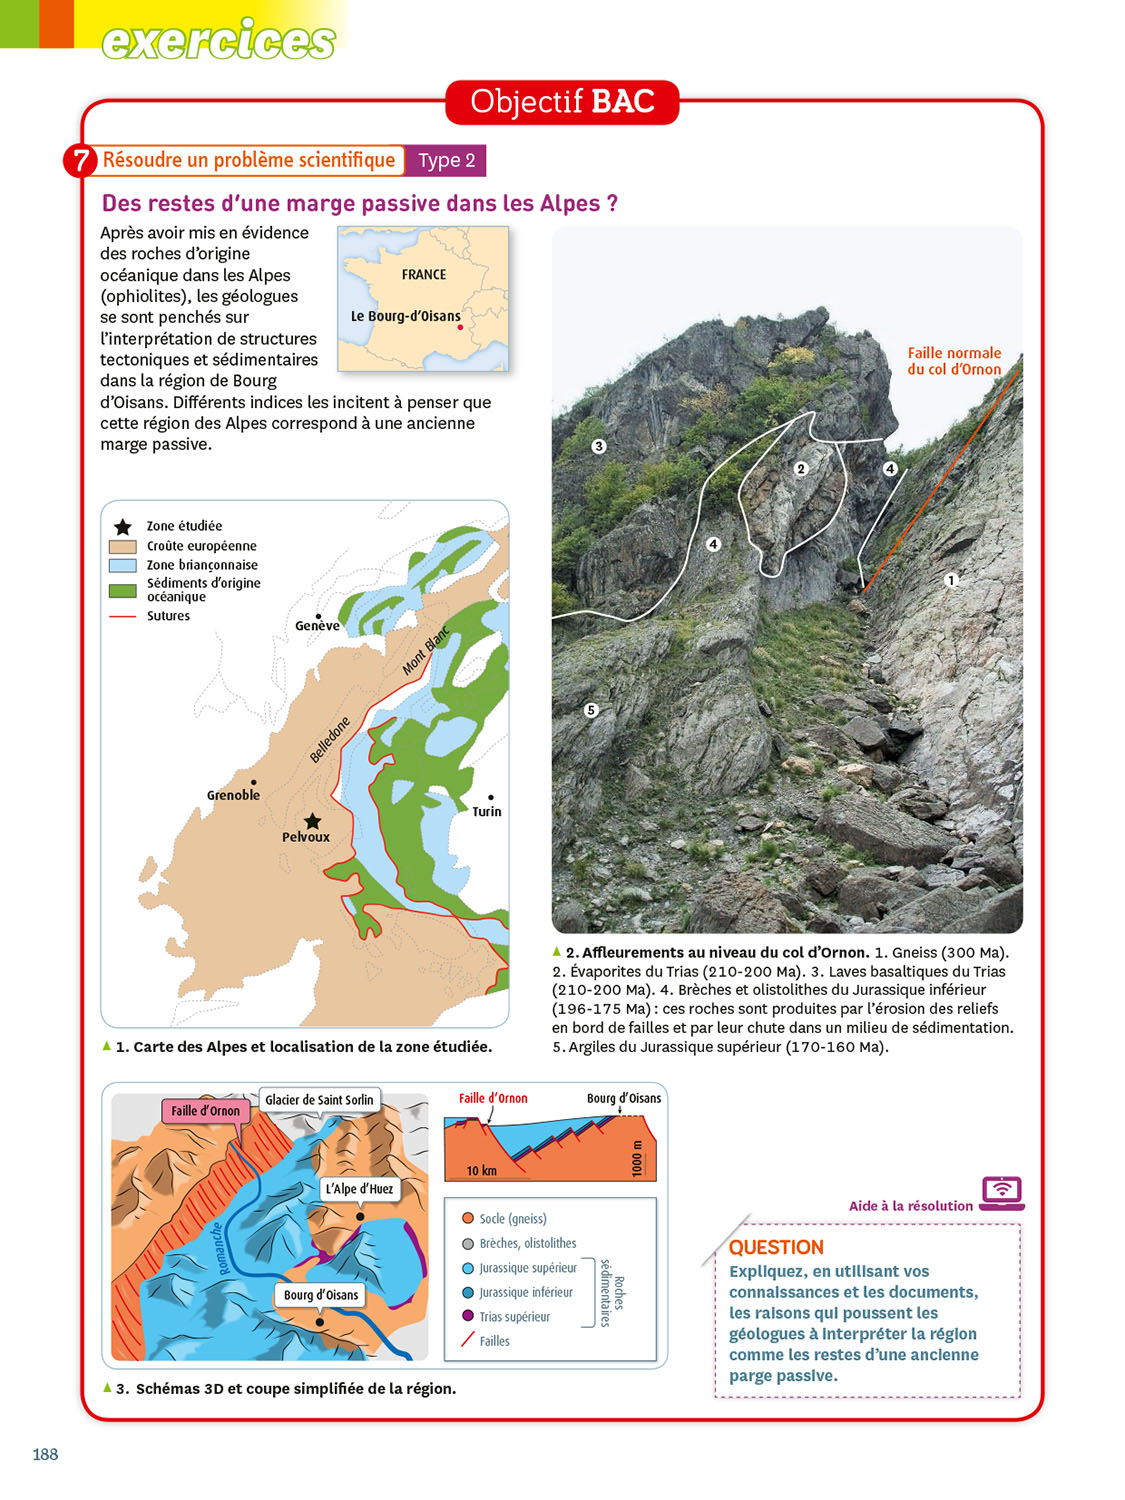 exercices
Objectif BAC
7 Résoudre un problème scientifique Type 2
Des restes d'une marge passive dans les Alpes ?
Après avoir mis en évidence
des roches d'origine
océanique dans les Alpes
(ophiolites), les géologues
se sont penchés sur
l'interprétation de structures
tectoniques et sédimentaires
dans la région de Bourg
d'Oisans. Différents indices les incitent à penser que
cette région des Alpes correspond à une ancienne
marge passive.
FRANCE
Le Bourg-d'Oisans
Zone étudiée
Croûte européenne
Zone briançonnaise
Sédiments d'origine
océanique
Sutures
Genève
Mont Blanc
Belledone
Grenoble
Pelvoux
Turin
1. Carte des Alpes et localisation de la zone étudiée.
Faille normale
du col d'Ornon
3
2
4
4
1
5
2. Affleurements au niveau du col d'Ornon. 1. Gneiss (300 Ma).
2. Évaporites du Trias (210-200 Ma). 3. Laves basaltiques du Trias
(210-200 Ma). 4. Brèches et olistolithes du Jurassique inférieur
(196-175 Ma) : ces roches sont produites par l'érosion des reliefs
en bord de failles et par leur chute dans un milieu de sédimentation.
5. Argiles du Jurassique supérieur (170-160 Ma).
Faille d'Ornon
Glacier de Saint Sorlin
L'Alpe d'Huez
Romanche
Bourg d'Oisans
Faille d'Ornon
Bourg d'Oisans
10 km
1000 m
Socle (gneiss)
Brèches, olistolithes
Jurassique supérieur
Jurassique inférieur
Trias supérieur
Failles
Roches
sédimentaires
3. Schémas 3D et coupe simplifiée de la région.
Aide à la résolution
QUESTION
Expliquez, en utilisant vos
connaissances et les documents,
les raisons qui poussent les
géologues à interpréter la région
comme les restes d'une ancienne
parge passive.
188